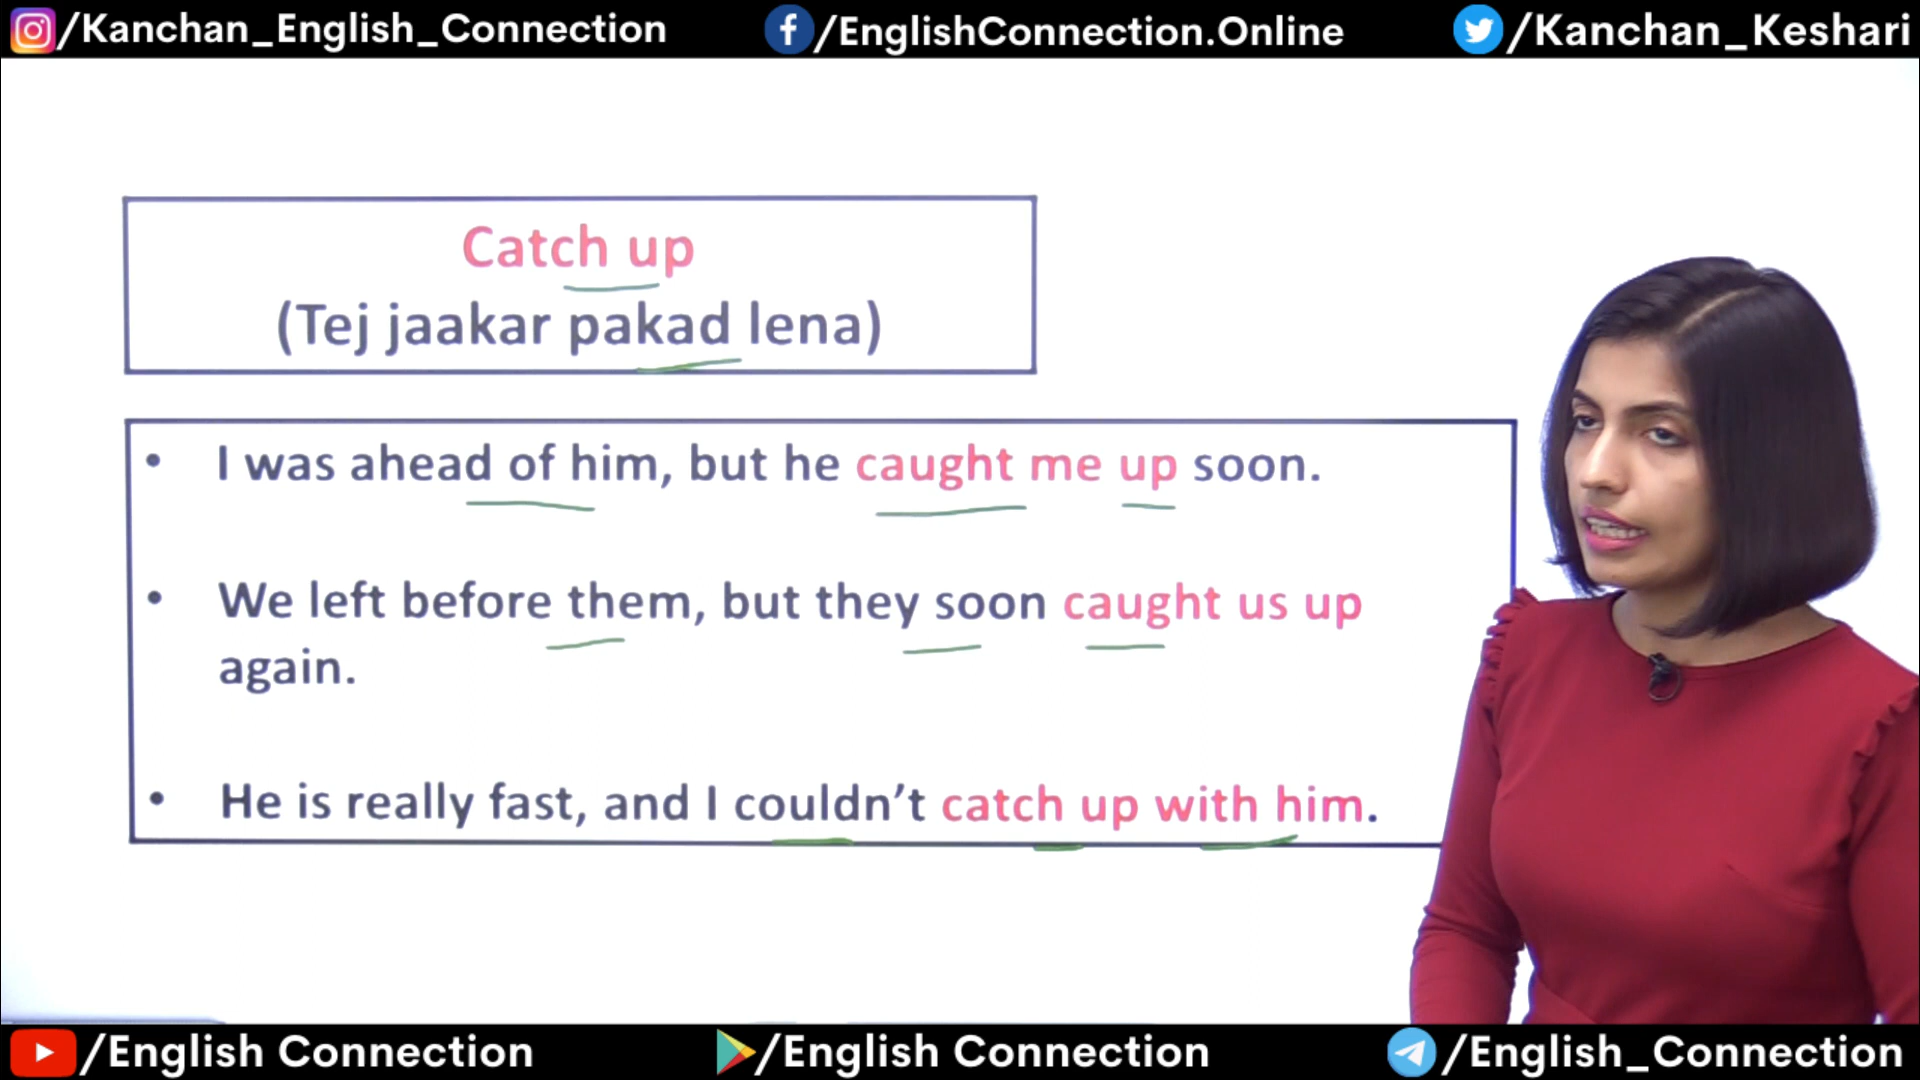 /Kanchan_English_Connection
/EnglishConnection.Online
/Kanchan_Keshari
Catch up
(Tej jaakar pakad lena)
• I was ahead of him, but he caught me up soon.
• We left before them, but they soon caught us up
again.
• He is really fast, and I couldn’t catch up with him.
/English Connection
/English Connection
/English_Connection